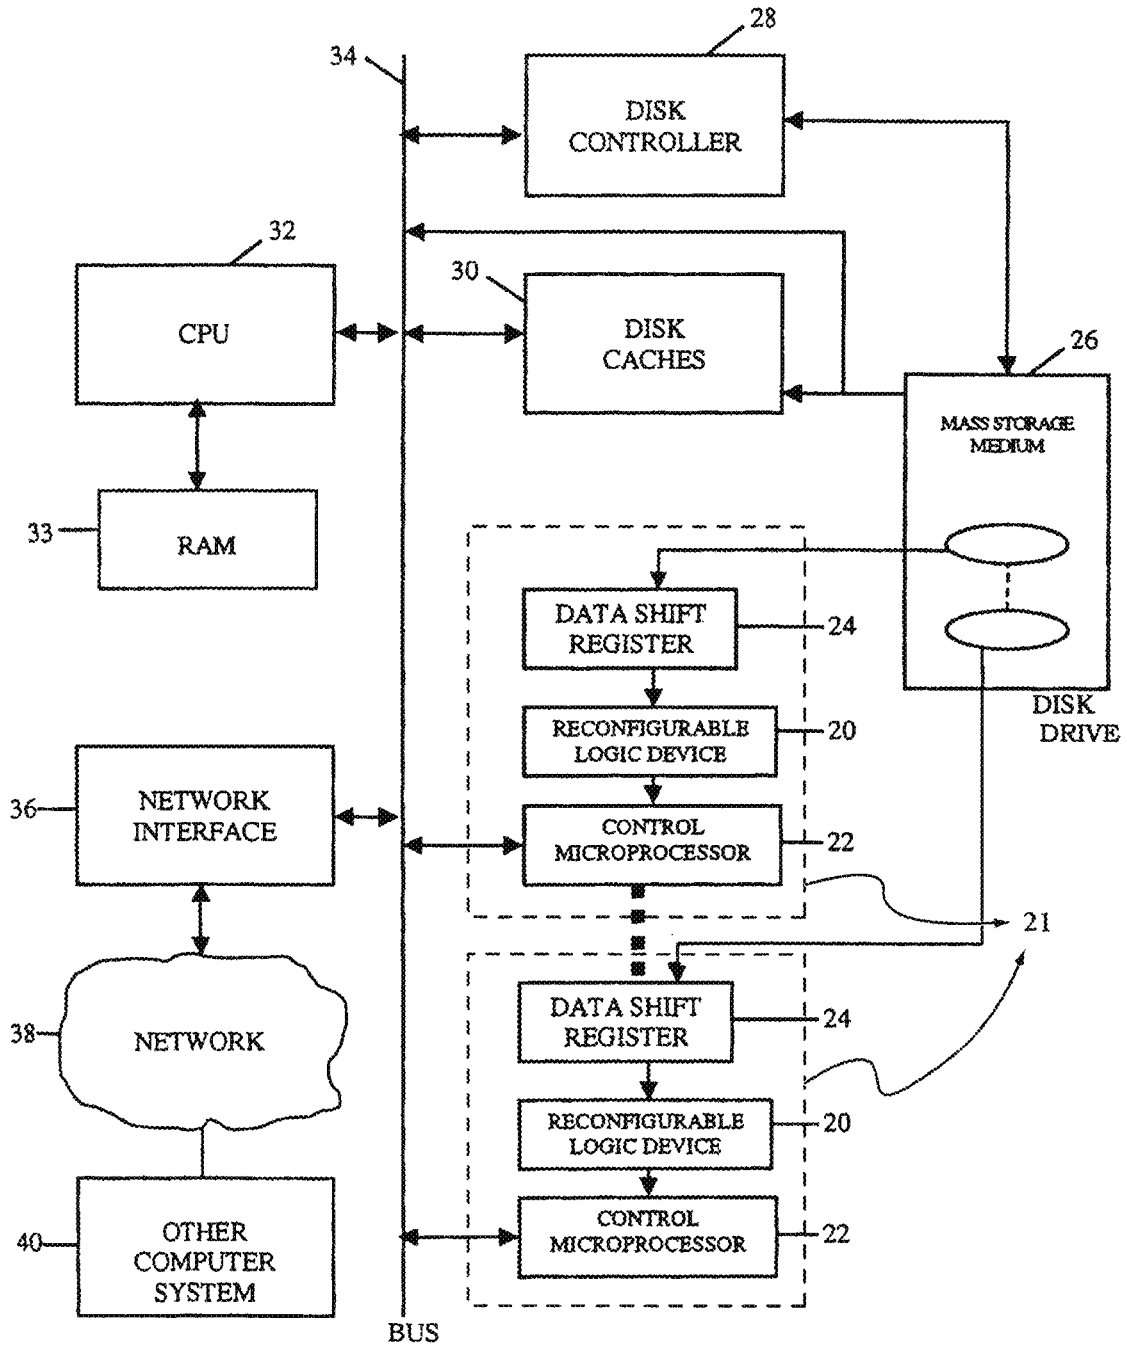 28
34
DISK
CONTROLLER
32
30
CPU
DISK
CACHES
26
MASS STORAGE
MEDIUM
33
RAM
DATA SHIFT
REGISTER
24
DISK
DRIVE
RECONFIGURABLE
LOGIC DEVICE
20
36
NETWORK
INTERFACE
CONTROL
MICROPROCESSOR
22
21
38
NETWORK
DATA SHIFT
REGISTER
24
RECONFIGURABLE
LOGIC DEVICE
20
40
OTHER
COMPUTER
SYSTEM
CONTROL
MICROPROCESSOR
22
BUS